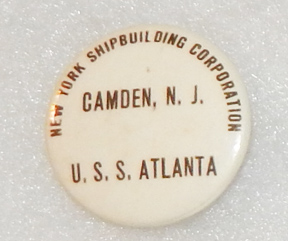 NEW YORK SHIPBUILDING CORPORATION
CAMDEN, N. J.
U. S. S. ATLANTA